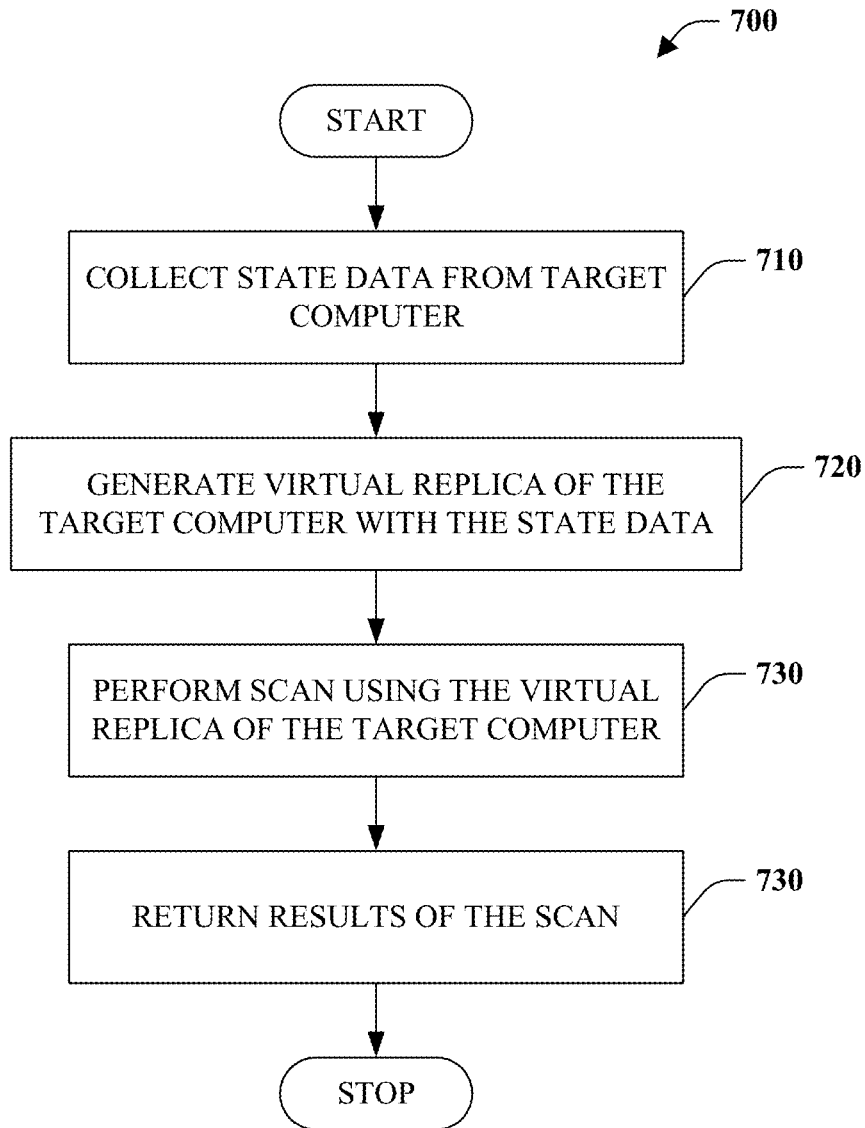 700
START
COLLECT STATE DATA FROM TARGET
COMPUTER
710
GENERATE VIRTUAL REPLICA OF THE
TARGET COMPUTER WITH THE STATE DATA
720
PERFORM SCAN USING THE VIRTUAL
REPLICA OF THE TARGET COMPUTER
730
RETURN RESULTS OF THE SCAN
730
STOP